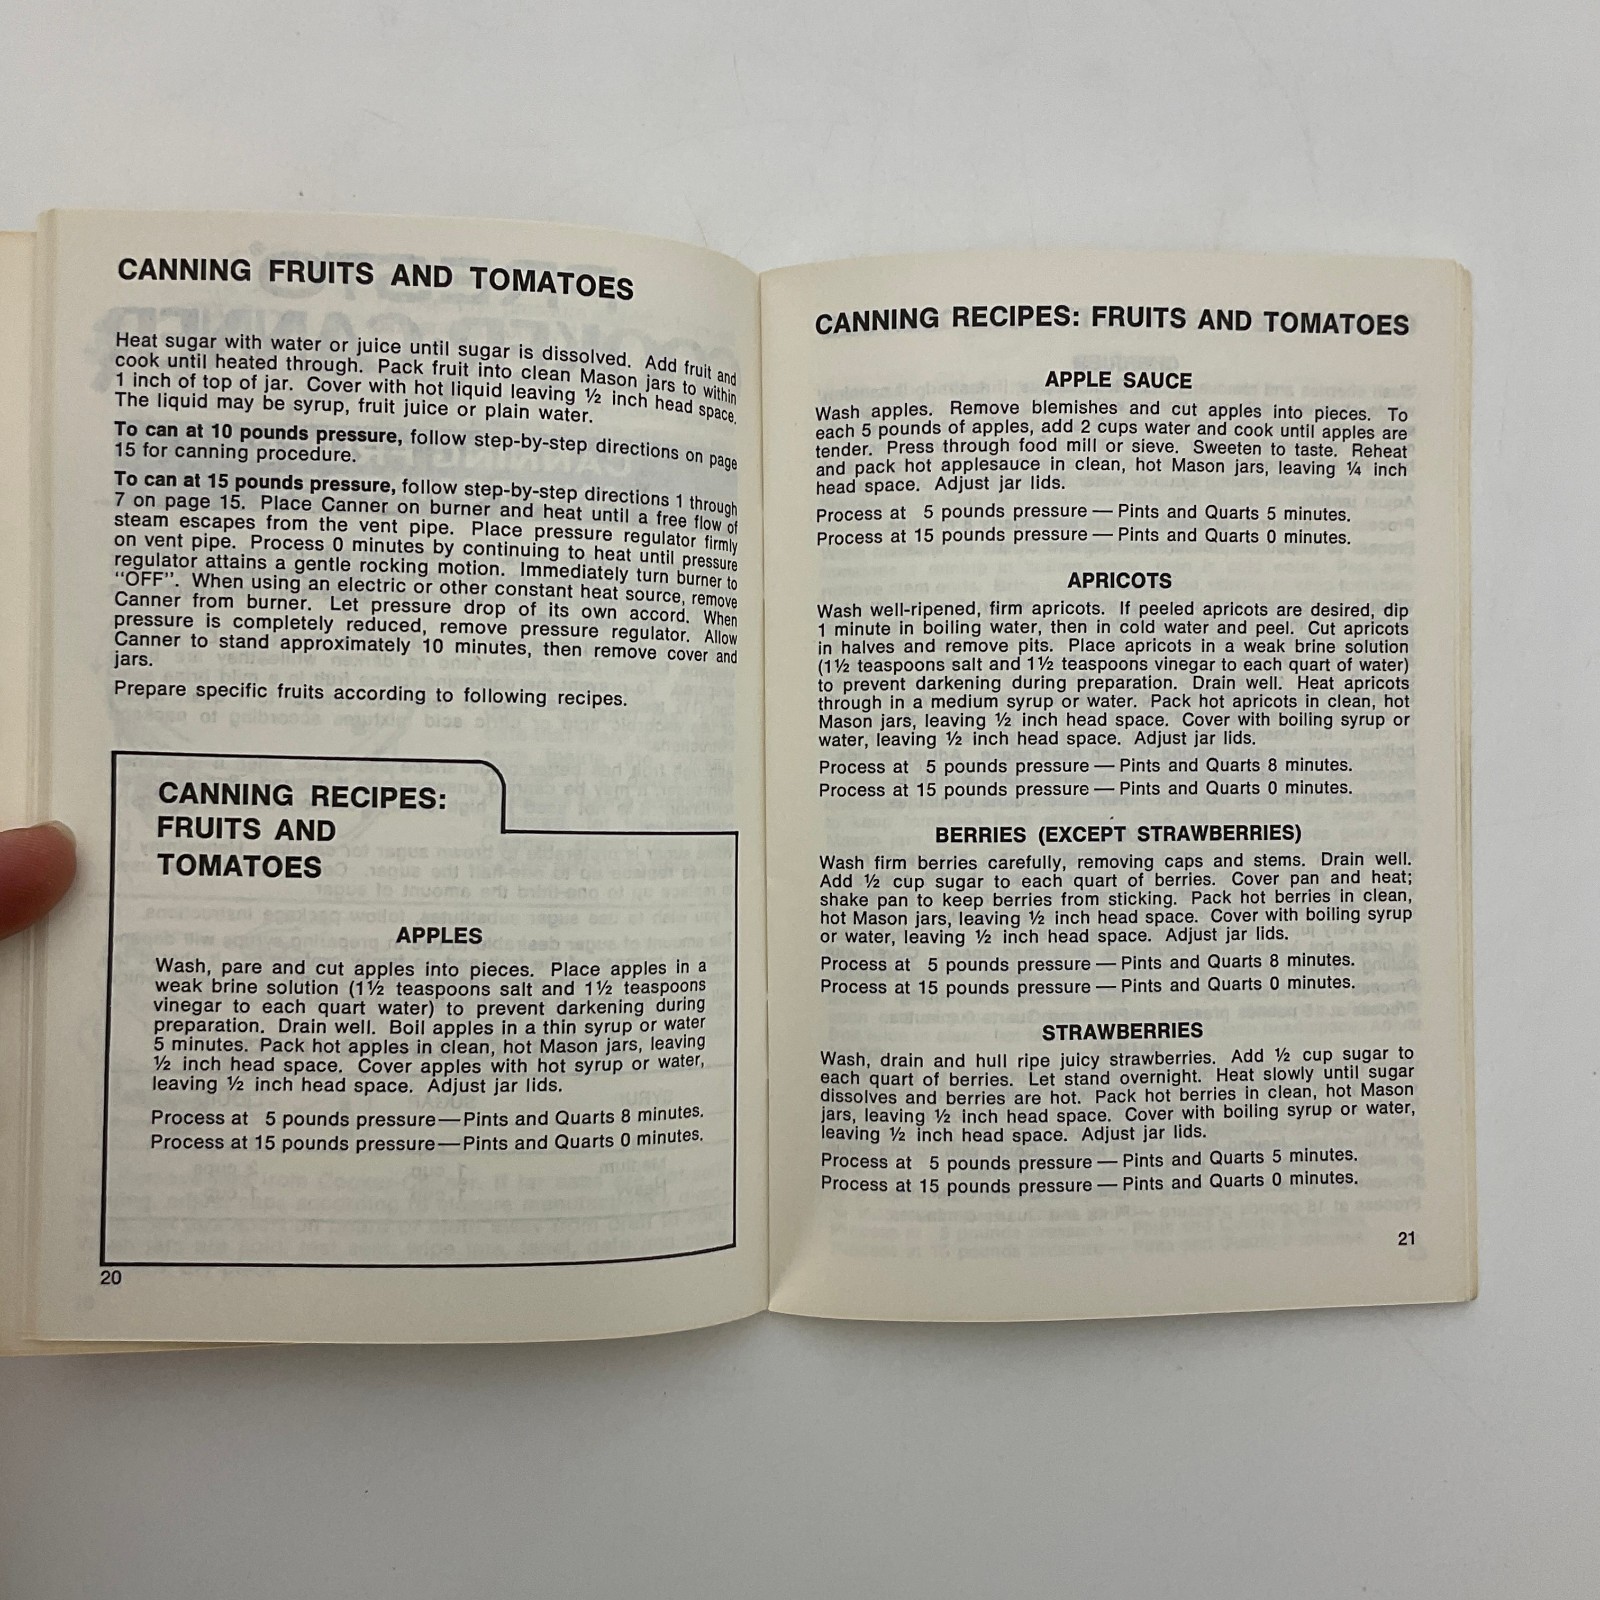 CANNING FRUITS AND TOMATOES
Heat sugar with water or juice until sugar is dissolved. Add fruit and
cook until heated through. Pack fruit into clean Mason jars to within
1 inch of top of jar. Cover with hot liquid leaving ½ inch head space.
The liquid may be syrup, fruit juice or plain water.
To can at 10 pounds pressure, follow step-by-step directions on page
15 for canning procedure.
To can at 15 pounds pressure, follow step-by-step directions 1 through
7 on page 15. Place Canner on burner and heat until a free flow of
steam escapes from the vent pipe. Place pressure regulator firmly
on vent pipe. Process 0 minutes by continuing to heat until pressure
regulator attains a gentle rocking motion. Immediately turn burner to
"OFF". When using an electric or other constant heat source, remove
Canner from burner. Let pressure drop of its own accord. When
pressure is completely reduced, remove pressure regulator. Allow
Canner to stand approximately 10 minutes, then remove cover and
jars.
Prepare specific fruits according to following recipes.
CANNING RECIPES:
FRUITS AND
TOMATOES
APPLES
Wash, pare and cut apples into pieces. Place apples in a
weak brine solution (1½ teaspoons salt and 1½ teaspoons
vinegar to each quart water) to prevent darkening during
preparation. Drain well. Boil apples in a thin syrup or water
5 minutes. Pack hot apples in clean, hot Mason jars, leaving
½ inch head space. Cover apples with hot syrup or water,
leaving ½ inch head space. Adjust jar lids.
Process at 5 pounds pressure—Pints and Quarts 8 minutes.
Process at 15 pounds pressure—Pints and Quarts 0 minutes.
20
CANNING RECIPES: FRUITS AND TOMATOES
APPLE SAUCE
Wash apples. Remove blemishes and cut apples into pieces. To
each 5 pounds of apples, add 2 cups water and cook until apples are
tender. Press through food mill or sieve. Sweeten to taste. Reheat
and pack hot applesauce in clean, hot Mason jars, leaving ¼ inch
head space. Adjust jar lids.
Process at 5 pounds pressure — Pints and Quarts 5 minutes.
Process at 15 pounds pressure — Pints and Quarts 0 minutes.
APRICOTS
Wash well-ripened, firm apricots. If peeled apricots are desired, dip
1 minute in boiling water, then in cold water and peel. Cut apricots
in halves and remove pits. Place apricots in a weak brine solution
(1½ teaspoons salt and 1½ teaspoons vinegar to each quart of water)
to prevent darkening during preparation. Drain well. Heat apricots
through in a medium syrup or water. Pack hot apricots in clean, hot
Mason jars, leaving ½ inch head space. Cover with boiling syrup or
water, leaving ½ inch head space. Adjust jar lids.
Process at 5 pounds pressure — Pints and Quarts 8 minutes.
Process at 15 pounds pressure — Pints and Quarts 0 minutes.
BERRIES (EXCEPT STRAWBERRIES)
Wash firm berries carefully, removing caps and stems. Drain well.
Add ½ cup sugar to each quart of berries. Cover pan and heat;
shake pan to keep berries from sticking. Pack hot berries in clean,
hot Mason jars, leaving ½ inch head space. Cover with boiling syrup
or water, leaving ½ inch head space. Adjust jar lids.
Process at 5 pounds pressure — Pints and Quarts 8 minutes.
Process at 15 pounds pressure — Pints and Quarts 0 minutes.
STRAWBERRIES
Wash, drain and hull ripe juicy strawberries. Add ½ cup sugar to
each quart of berries. Let stand overnight. Heat slowly until sugar
dissolves and berries are hot. Pack hot berries in clean, hot Mason
jars, leaving ½ inch head space. Cover with boiling syrup or water,
leaving ½ inch head space. Adjust jar lids.
Process at 5 pounds pressure — Pints and Quarts 5 minutes.
Process at 15 pounds pressure — Pints and Quarts 0 minutes.
21